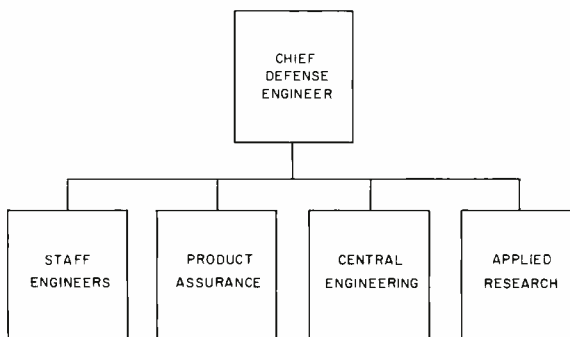 CHIEF
DEFENSE
ENGINEER
STAFF
ENGINEERS
PRODUCT
ASSURANCE
CENTRAL
ENGINEERING
APPLIED
RESEARCH